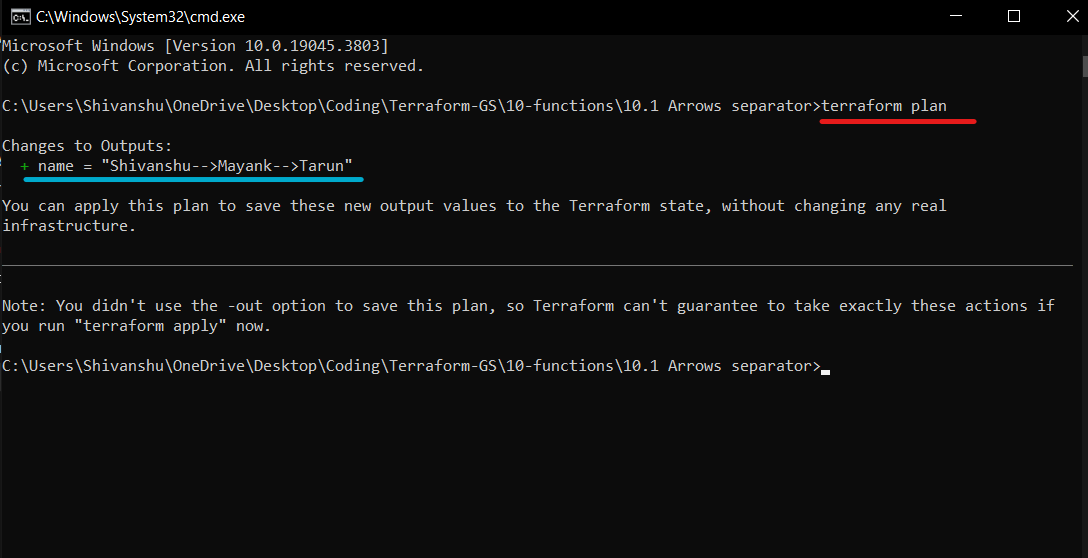 C:\Windows\System32\cmd.exe
Microsoft Windows [Version 10.0.19045.3803]
(c) Microsoft Corporation. All rights reserved.
C:\Users\Shivanshu\OneDrive\Desktop\Coding\Terraform-GS\10-functions\10.1 Arrows separator>terraform plan
Changes to Outputs:
+ name = "Shivanshu-->Mayank-->Tarun"
You can apply this plan to save these new output values to the Terraform state, without changing any real
infrastructure.
Note: You didn't use the -out option to save this plan, so Terraform can't guarantee to take exactly these actions if
you run "terraform apply" now.
C:\Users\Shivanshu\OneDrive\Desktop\Coding\Terraform-GS\10-functions\10.1 Arrows separator>